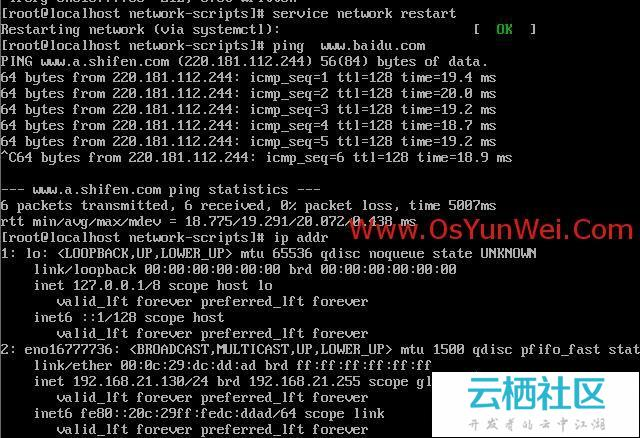 [root@localhost network-scripts]# service network restart
Restarting network (via systemctl): [ OK ]
[root@localhost network-scripts]# ping www.baidu.com
PING www.a.shifen.com (220.181.112.244) 56(84) bytes of data.
64 bytes from 220.181.112.244: icmp_seq=1 ttl=128 time=19.4 ms
64 bytes from 220.181.112.244: icmp_seq=2 ttl=128 time=20.0 ms
64 bytes from 220.181.112.244: icmp_seq=3 ttl=128 time=19.2 ms
64 bytes from 220.181.112.244: icmp_seq=4 ttl=128 time=18.7 ms
64 bytes from 220.181.112.244: icmp_seq=5 ttl=128 time=19.2 ms
^C64 bytes from 220.181.112.244: icmp_seq=6 ttl=128 time=18.9 ms
--- www.a.shifen.com ping statistics ---
6 packets transmitted, 6 received, 0% packet loss, time 5007ms
rtt min/avg/max/mdev = 18.775/19.291/20.072/0.438 ms
Www.OsYunWei.Com
[root@localhost network-scripts]# ip addr
1: lo: <LOOPBACK,UP,LOWER_UP> mtu 65536 qdisc noqueue state UNKNOWN
link/loopback 00:00:00:00:00:00 brd 00:00:00:00:00:00
inet 127.0.0.1/8 scope host lo
valid_lft forever preferred_lft forever
inet6 ::1/128 scope host
valid_lft forever preferred_lft forever
2: eno16777736: <BROADCAST,MULTICAST,UP,LOWER_UP> mtu 1500 qdisc pfifo_fast stat
link/ether 00:0c:29:dc:dd:ad brd ff:ff:ff:ff:ff:ff
inet 192.168.21.130/24 brd 192.168.21.255 scope gl
valid_lft forever preferred_lft forever
inet6 fe80::20c:29ff:fedc:ddad/64 scope link
valid_lft forever preferred_lft forever
云栖社区
开发者的云中江湖